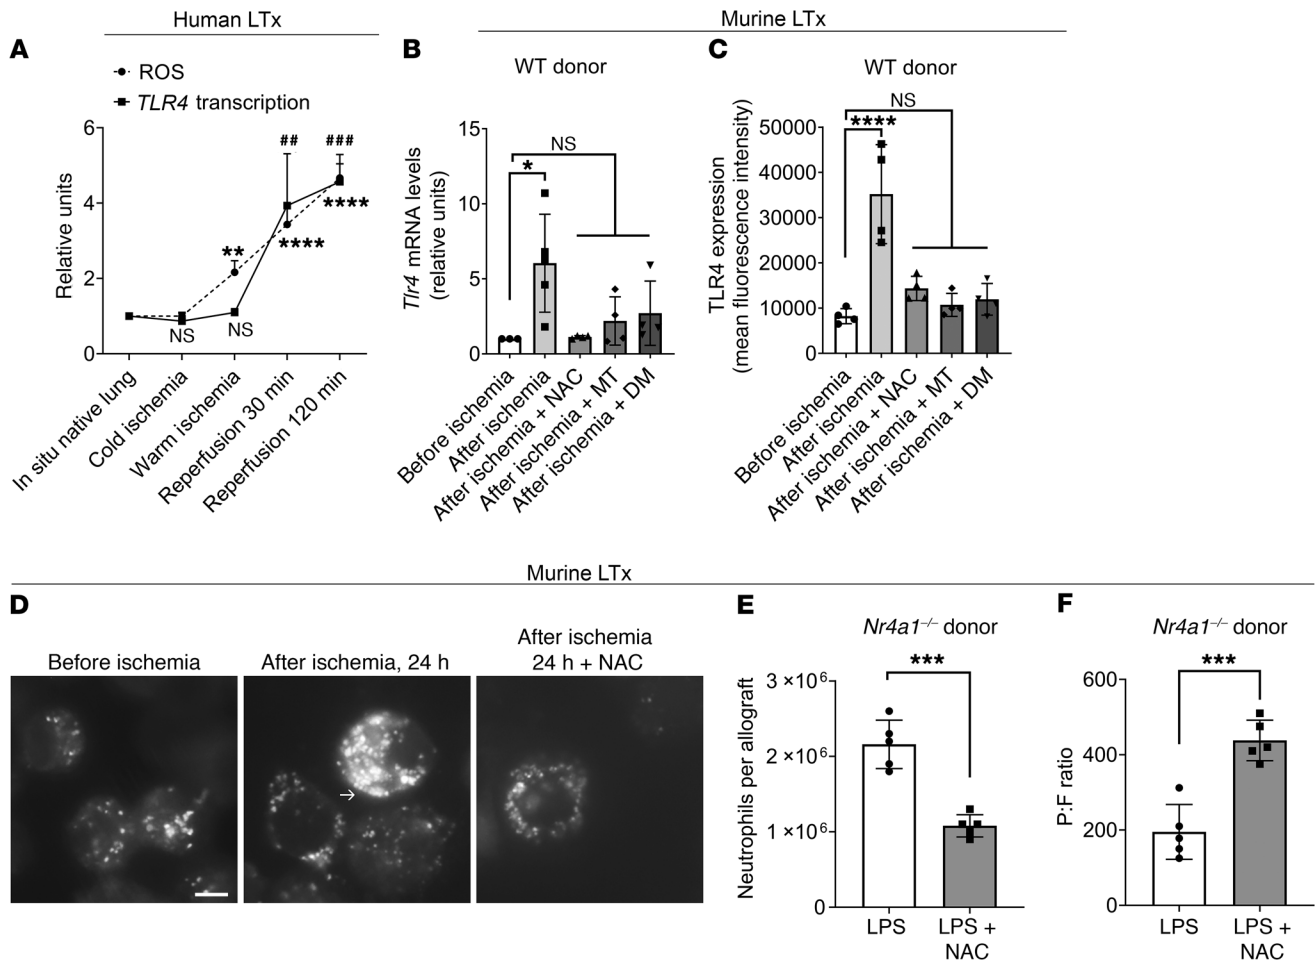 Human LTx
Murine LTx
A
ROS
TLR4 transcription
Relative units
6
4
2
0
## ###
****
****
**
NS
NS
In situ native lung
Cold ischemia
Warm ischemia
Reperfusion 30 min
Reperfusion 120 min
B
WT donor
Tlr4 mRNA levels
(relative units)
15
10
5
0
NS
*
Before ischemia
After ischemia
After ischemia + NAC
After ischemia + MT
After ischemia + DM
C
WT donor
TLR4 expression
(mean fluorescence intensity)
50000
40000
30000
20000
10000
0
NS
****
Before ischemia
After ischemia
After ischemia + NAC
After ischemia + MT
After ischemia + DM
Murine LTx
D
Before ischemia
After ischemia, 24 h
After ischemia
24 h + NAC
E
Nr4a1–/– donor
Neutrophils per allograft
3 ×10⁶
2 ×10⁶
1 ×10⁶
0
***
LPS
LPS +
NAC
F
Nr4a1–/– donor
P:F ratio
600
400
200
0
***
LPS
LPS +
NAC